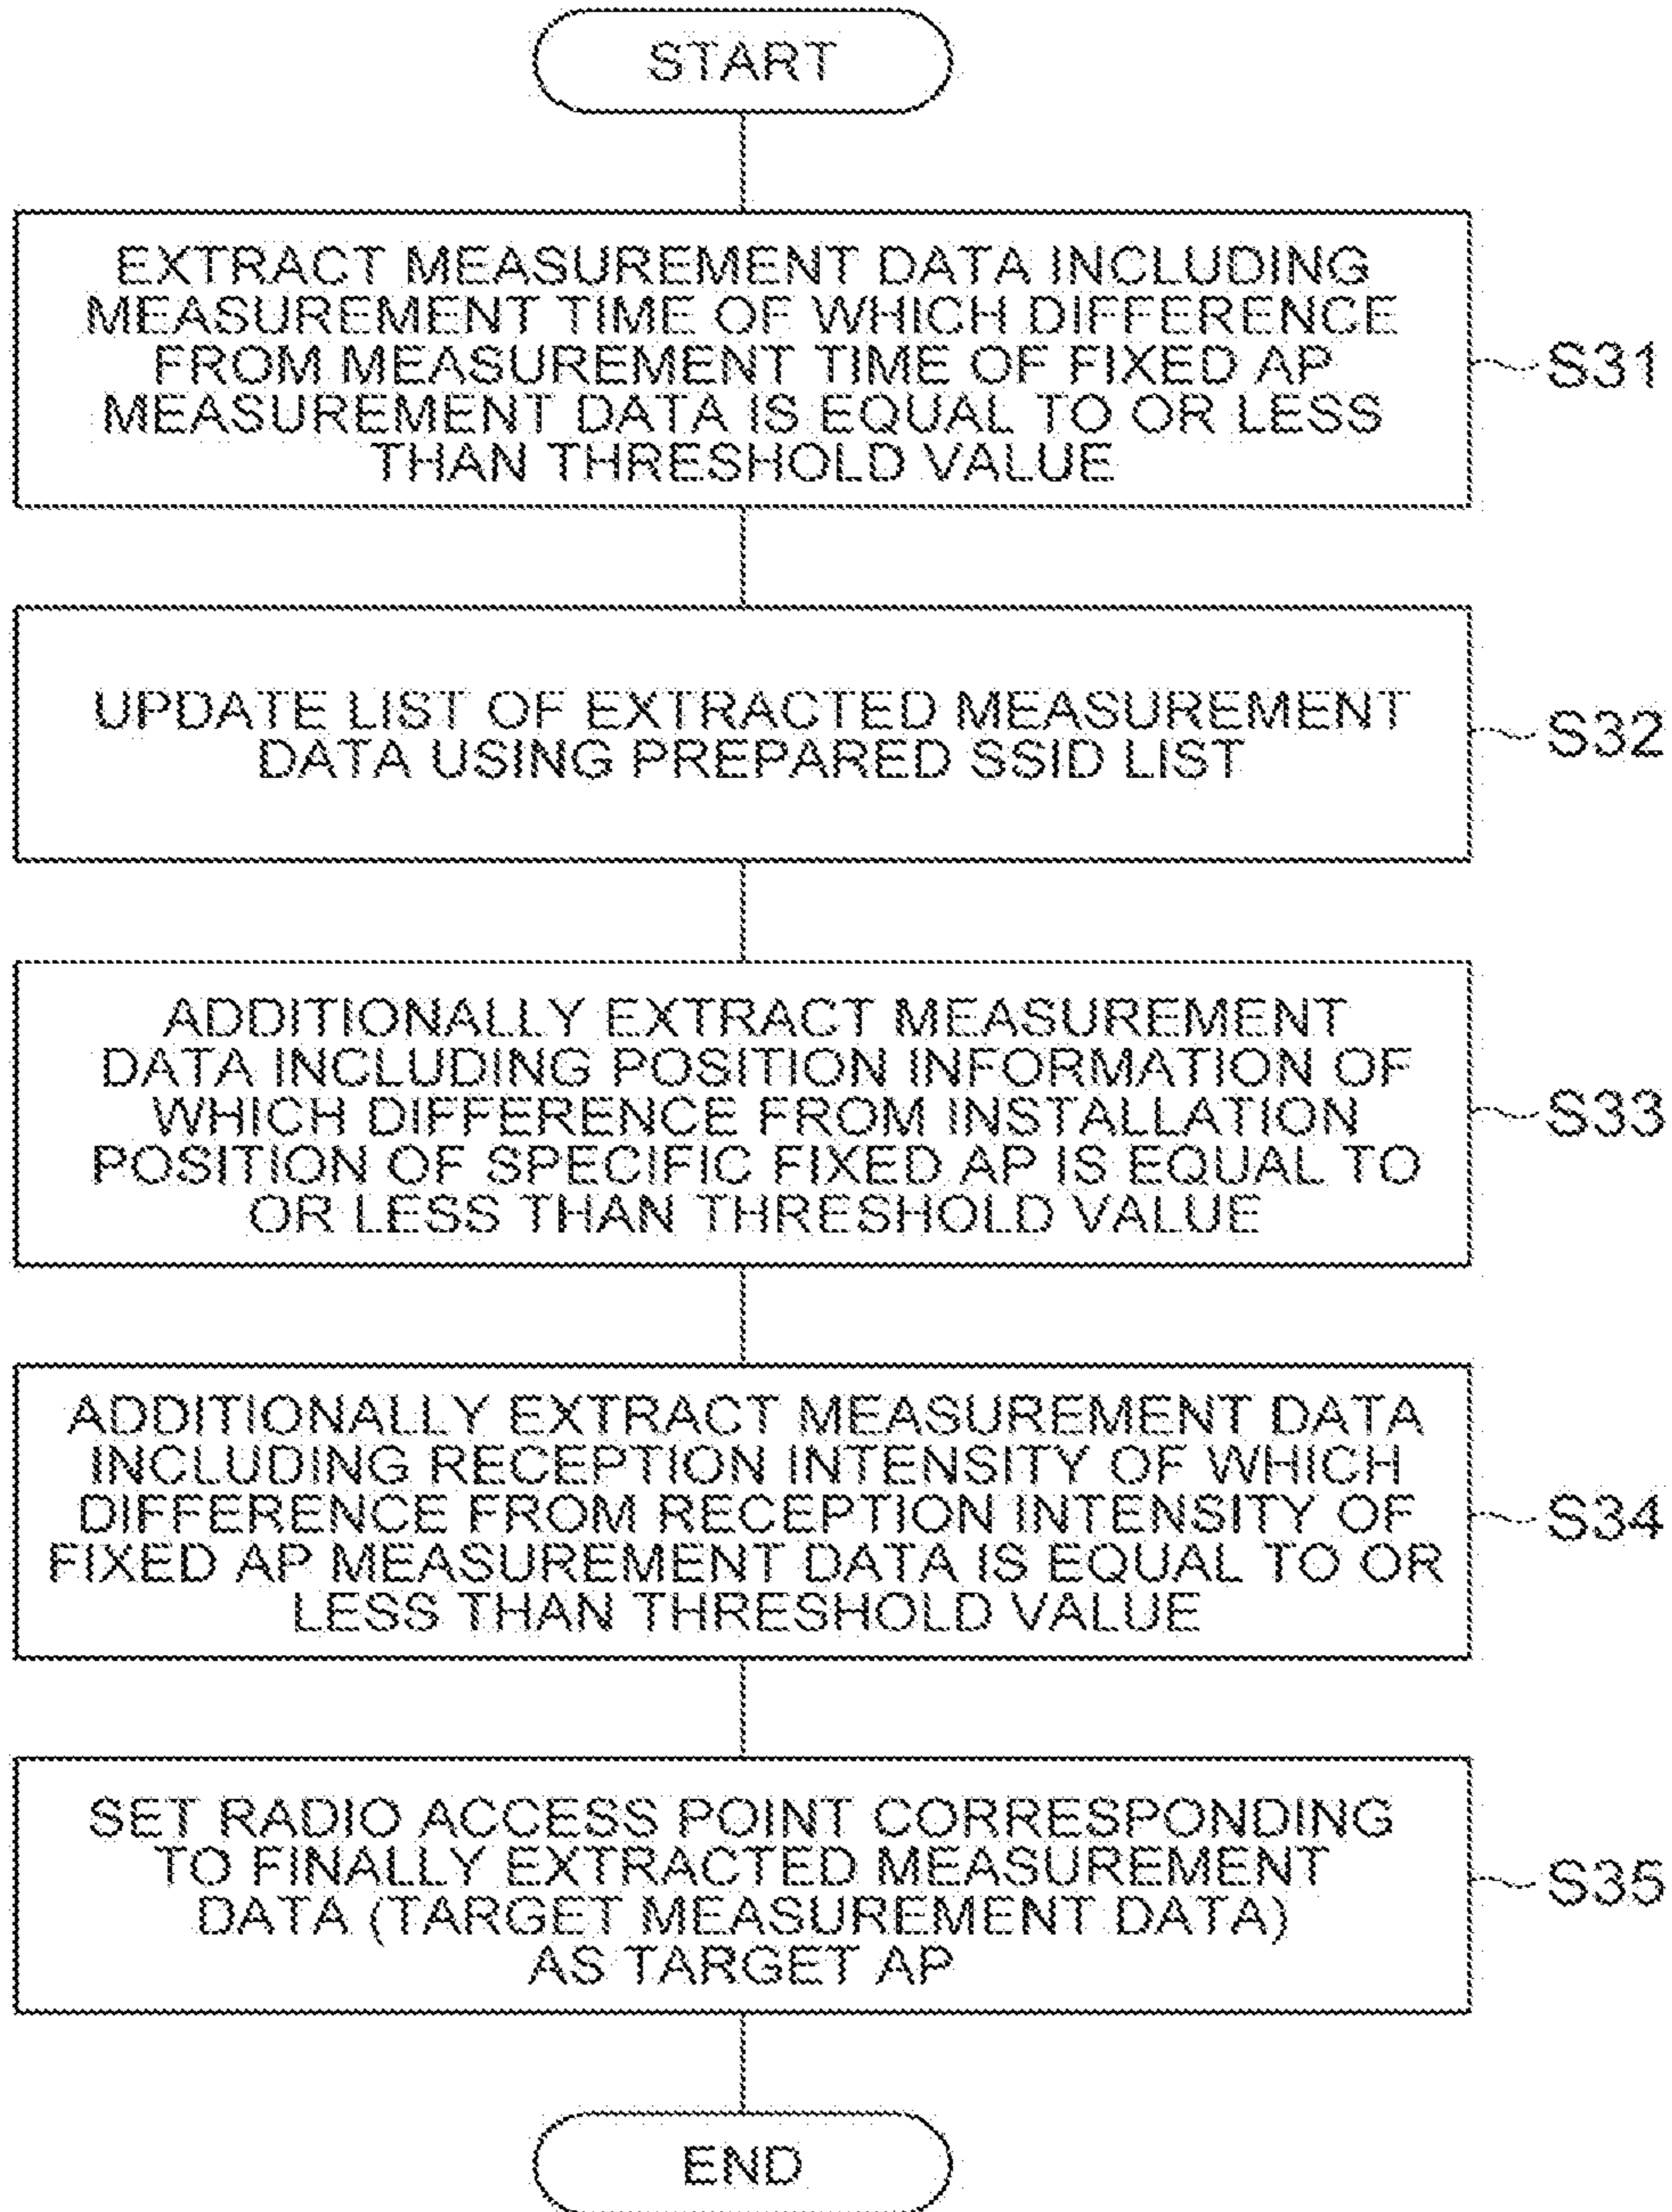 START
EXTRACT MEASUREMENT DATA INCLUDING
MEASUREMENT TIME OF WHICH DIFFERENCE
FROM MEASUREMENT TIME OF FIXED AP
MEASUREMENT DATA IS EQUAL TO OR LESS
THAN THRESHOLD VALUE
S31
UPDATE LIST OF EXTRACTED MEASUREMENT
DATA USING PREPARED SSID LIST
S32
ADDITIONALLY EXTRACT MEASUREMENT
DATA INCLUDING POSITION INFORMATION OF
WHICH DIFFERENCE FROM INSTALLATION
POSITION OF SPECIFIC FIXED AP IS EQUAL TO
OR LESS THAN THRESHOLD VALUE
S33
ADDITIONALLY EXTRACT MEASUREMENT DATA
INCLUDING RECEPTION INTENSITY OF WHICH
DIFFERENCE FROM RECEPTION INTENSITY OF
FIXED AP MEASUREMENT DATA IS EQUAL TO OR
LESS THAN THRESHOLD VALUE
S34
SET RADIO ACCESS POINT CORRESPONDING
TO FINALLY EXTRACTED MEASUREMENT
DATA (TARGET MEASUREMENT DATA)
AS TARGET AP
S35
END